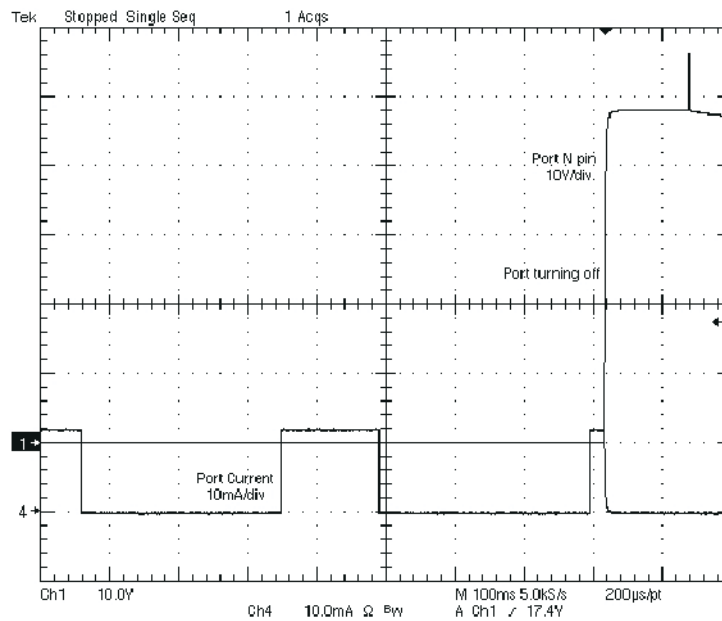 Tek Stopped Single Seq 1 Acqs
Port N pin
10V/div.
Port turning off
1
Port Current
10mA/div
4
Ch1 10.0V M 100ms 5.0kS/s 200µs/pt
Ch4 10.0mA Ω BW A Ch1 / 17.4V